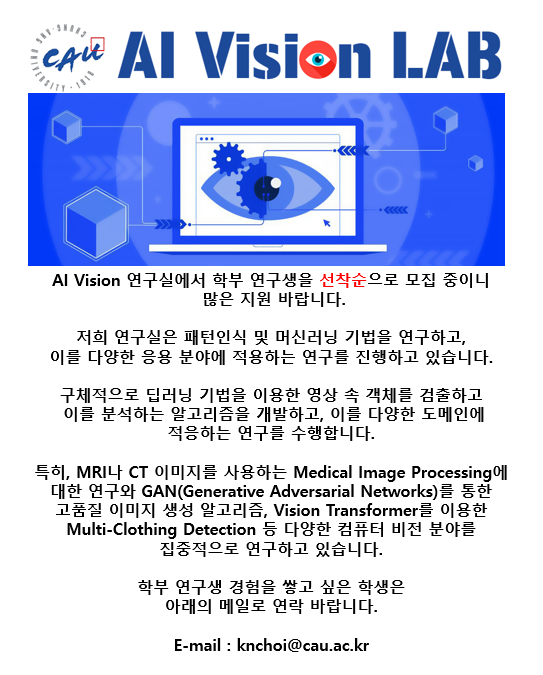 CAU
AI Vision LAB
AI Vision 연구실에서 학부 연구생을 선착순으로 모집 중이니
많은 지원 바랍니다.
저희 연구실은 패턴인식 및 머신러닝 기법을 연구하고,
이를 다양한 응용 분야에 적용하는 연구를 진행하고 있습니다.
구체적으로 딥러닝 기법을 이용한 영상 속 객체를 검출하고
이를 분석하는 알고리즘을 개발하고, 이를 다양한 도메인에
적응하는 연구를 수행합니다.
특히, MRI나 CT 이미지를 사용하는 Medical Image Processing에
대한 연구와 GAN(Generative Adversarial Networks)를 통한
고품질 이미지 생성 알고리즘, Vision Transformer를 이용한
Multi-Clothing Detection 등 다양한 컴퓨터 비전 분야를
집중적으로 연구하고 있습니다.
학부 연구생 경험을 쌓고 싶은 학생은
아래의 메일로 연락 바랍니다.
E-mail : knchoi@cau.ac.kr